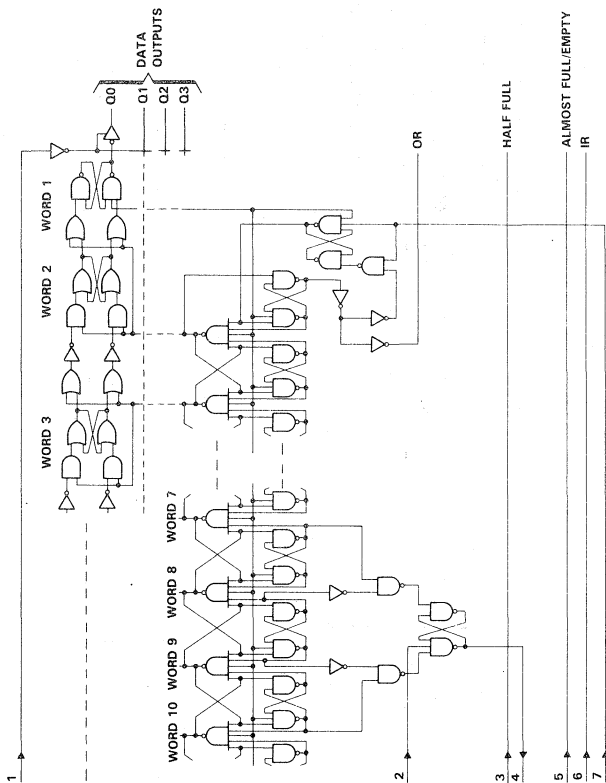 DATA
OUTPUTS
Q0
Q1
Q2
Q3
WORD 1
WORD 2
WORD 3
OR
HALF FULL
ALMOST FULL/EMPTY
IR
WORD 7
WORD 8
WORD 9
WORD 10
1
2
3
4
5
6
7